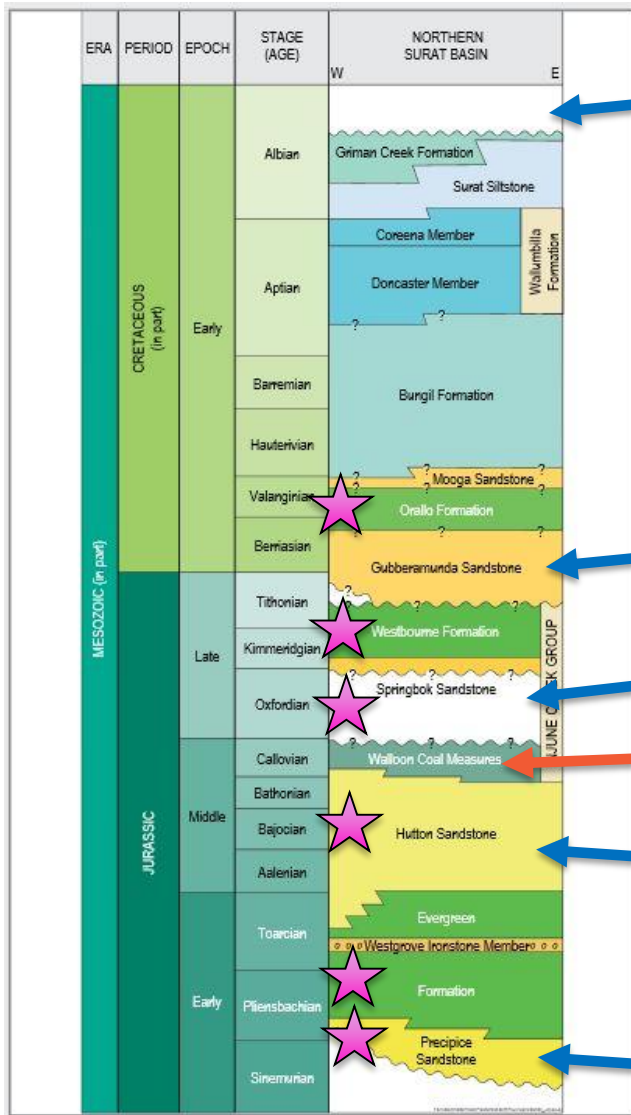 ERA PERIOD EPOCH STAGE (AGE) NORTHERN SURAT BASIN
W E
MESOZOIC (in part)
CRETACEOUS (in part)
JURASSIC
Early
Late
Middle
Early
Albian
Aptian
Barremian
Hauterivian
Valanginian
Berriasian
Tithonian
Kimmeridgian
Oxfordian
Callovian
Bathonian
Bajocian
Aalenian
Toarcian
Pliensbachian
Sinemurian
Griman Creek Formation
Surat Siltstone
Coreena Member
Doncaster Member
Wallumbilla Formation
? ?
Bungil Formation
? ?
Mooga Sandstone
? ? ?
Orallo Formation
? ?
Gubberamunda Sandstone
?
? ? ?
Westbourne Formation
? ? ?
Springbok Sandstone
GROUP
? ? ?
Walloon Coal Measures
Hutton Sandstone
Evergreen
Westgrove Ironstone Member
Formation
Precipice
Sandstone